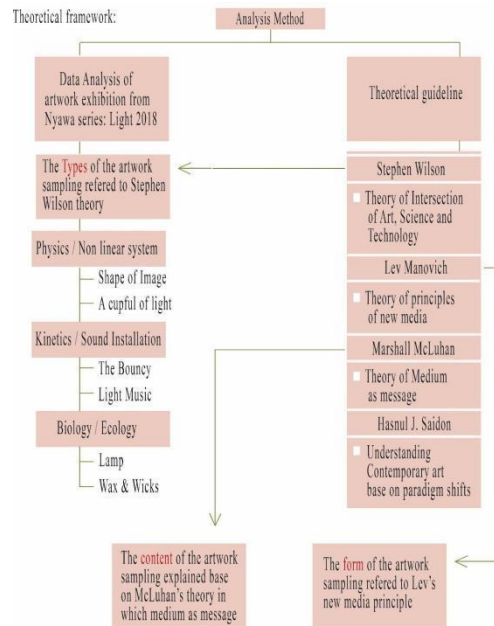 Theoretical framework:
Analysis Method
Data Analysis of
artwork exhibition from
Nyawa series: Light 2018
The Types of the artwork
sampling refered to Stephen
Wilson theory
Physics / Non linear system
Shape of Image
A cupful of light
Kinetics / Sound Installation
The Bouncy
Light Music
Biology / Ecology
Lamp
Wax & Wicks
Theoretical guideline
Stephen Wilson
Theory of Intersection
of Art, Science and
Technology
Lev Manovich
Theory of principles
of new media
Marshall McLuhan
Theory of Medium
as message
Hasnul J. Saidon
Understanding
Contemporary art
base on paradigm shifts
The content of the artwork
sampling explained base
on McLuhan's theory in
which medium as message
The form of the artwork
sampling refered to Lev's
new media principle